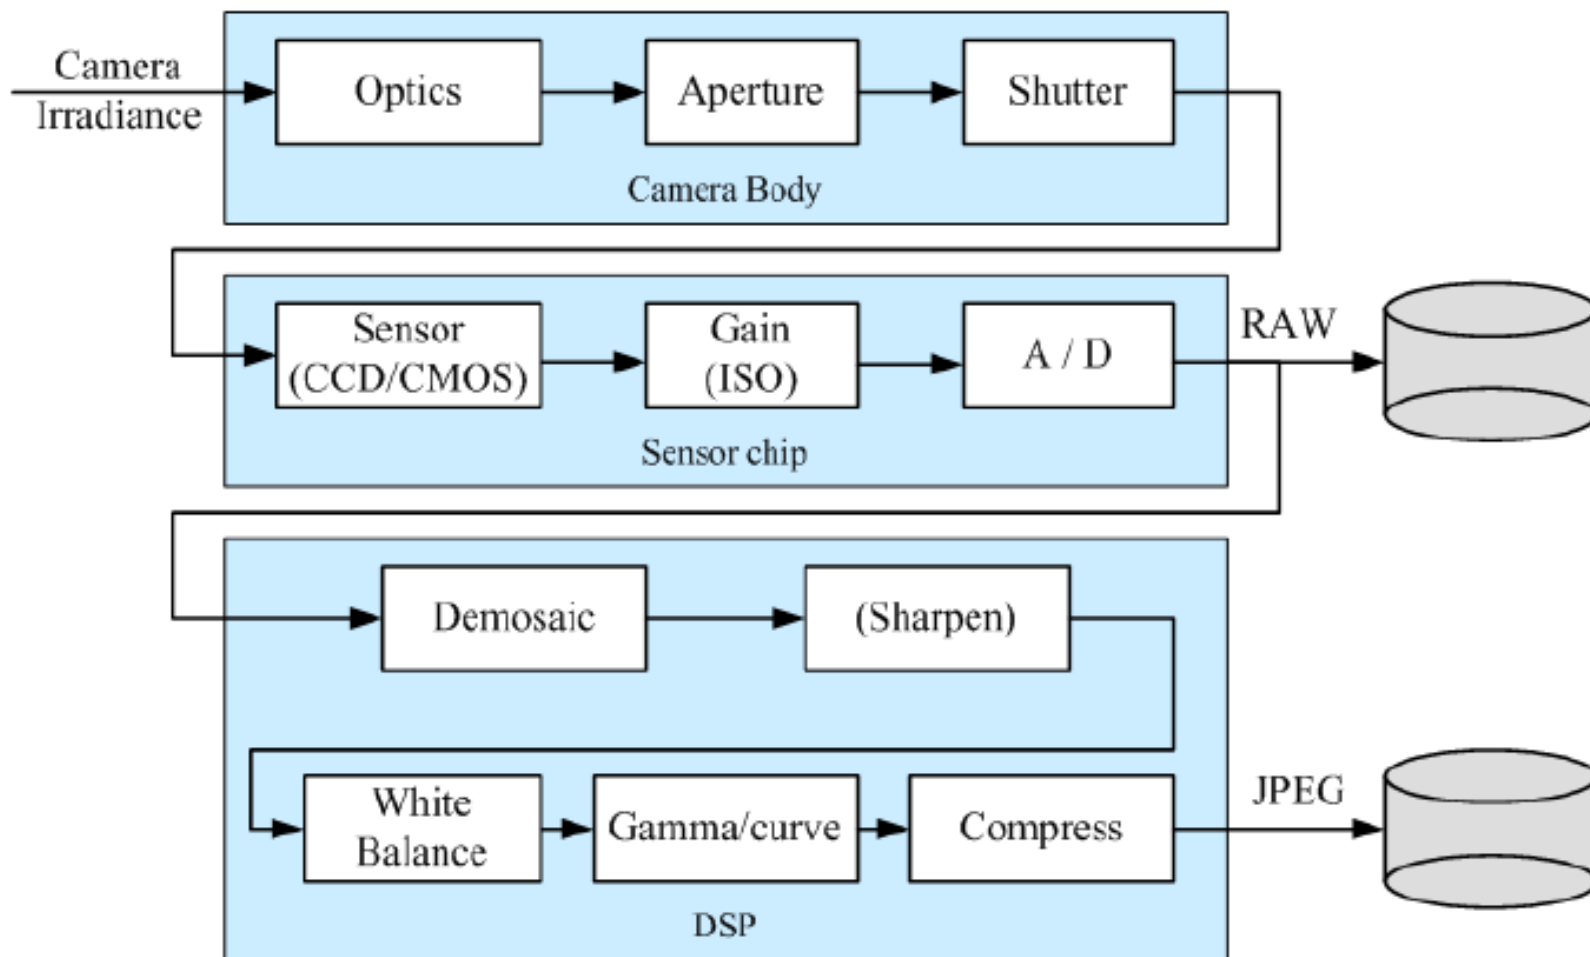 Camera
Irradiance
Optics
Aperture
Shutter
Camera Body
Sensor
(CCD/CMOS)
Gain
(ISO)
A / D
RAW
Sensor chip
Demosaic
(Sharpen)
White
Balance
Gamma/curve
Compress
JPEG
DSP